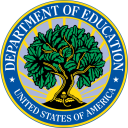 DEPARTMENT OF EDUCATION
UNITED STATES OF AMERICA